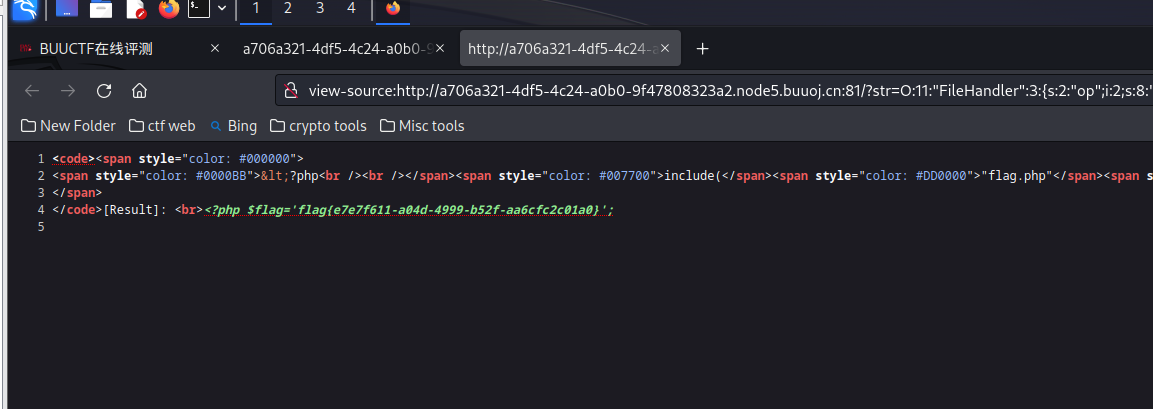 1 2 3 4
BUUCTF在线评测 × a706a321-4df5-4c24-a0b0-9 × http://a706a321-4df5-4c24-a × +
view-source:http://a706a321-4df5-4c24-a0b0-9f47808323a2.node5.buuoj.cn:81/?str=O:11:"FileHandler":3:{s:2:"op";i:2;s:8:"
New Folder ctf web Bing crypto tools Misc tools
1 <code><span style="color: #000000">
2 <span style="color: #0000BB">&lt;?php<br /><br /></span><span style="color: #007700">include(</span><span style="color: #DD0000">"flag.php"</span><span s
3 </span>
4 </code>[Result]: <br><?php $flag='flag{e7e7f611-a04d-4999-b52f-aa6cfc2c01a0}';
5